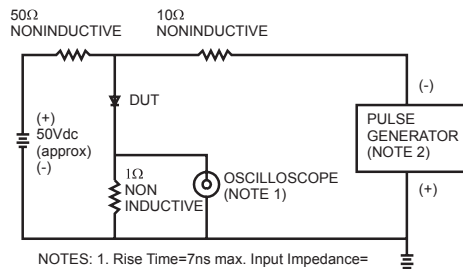 50Ω
NONINDUCTIVE
10Ω
NONINDUCTIVE
(+)
50Vdc
(approx)
(-)
DUT
1Ω
NON
INDUCTIVE
OSCILLOSCOPE
(NOTE 1)
(-)
PULSE
GENERATOR
(NOTE 2)
(+)
NOTES: 1. Rise Time=7ns max. Input Impedance=